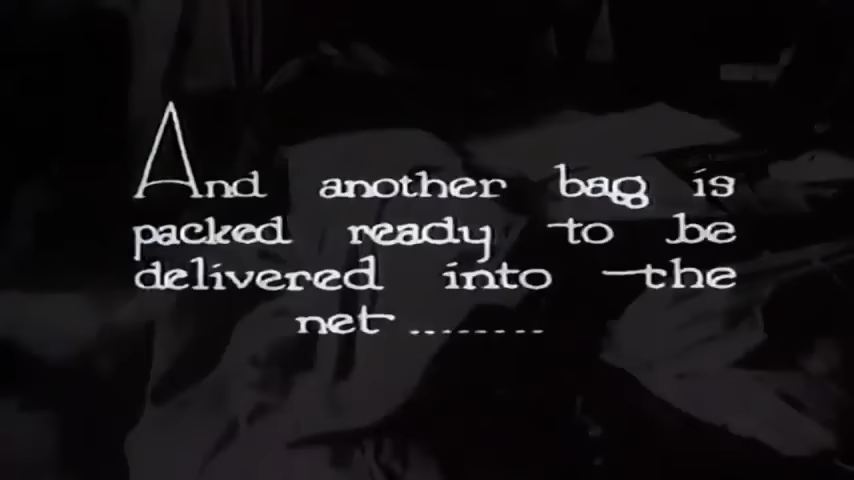 And another bag is
packed ready to be
delivered into the
net ........